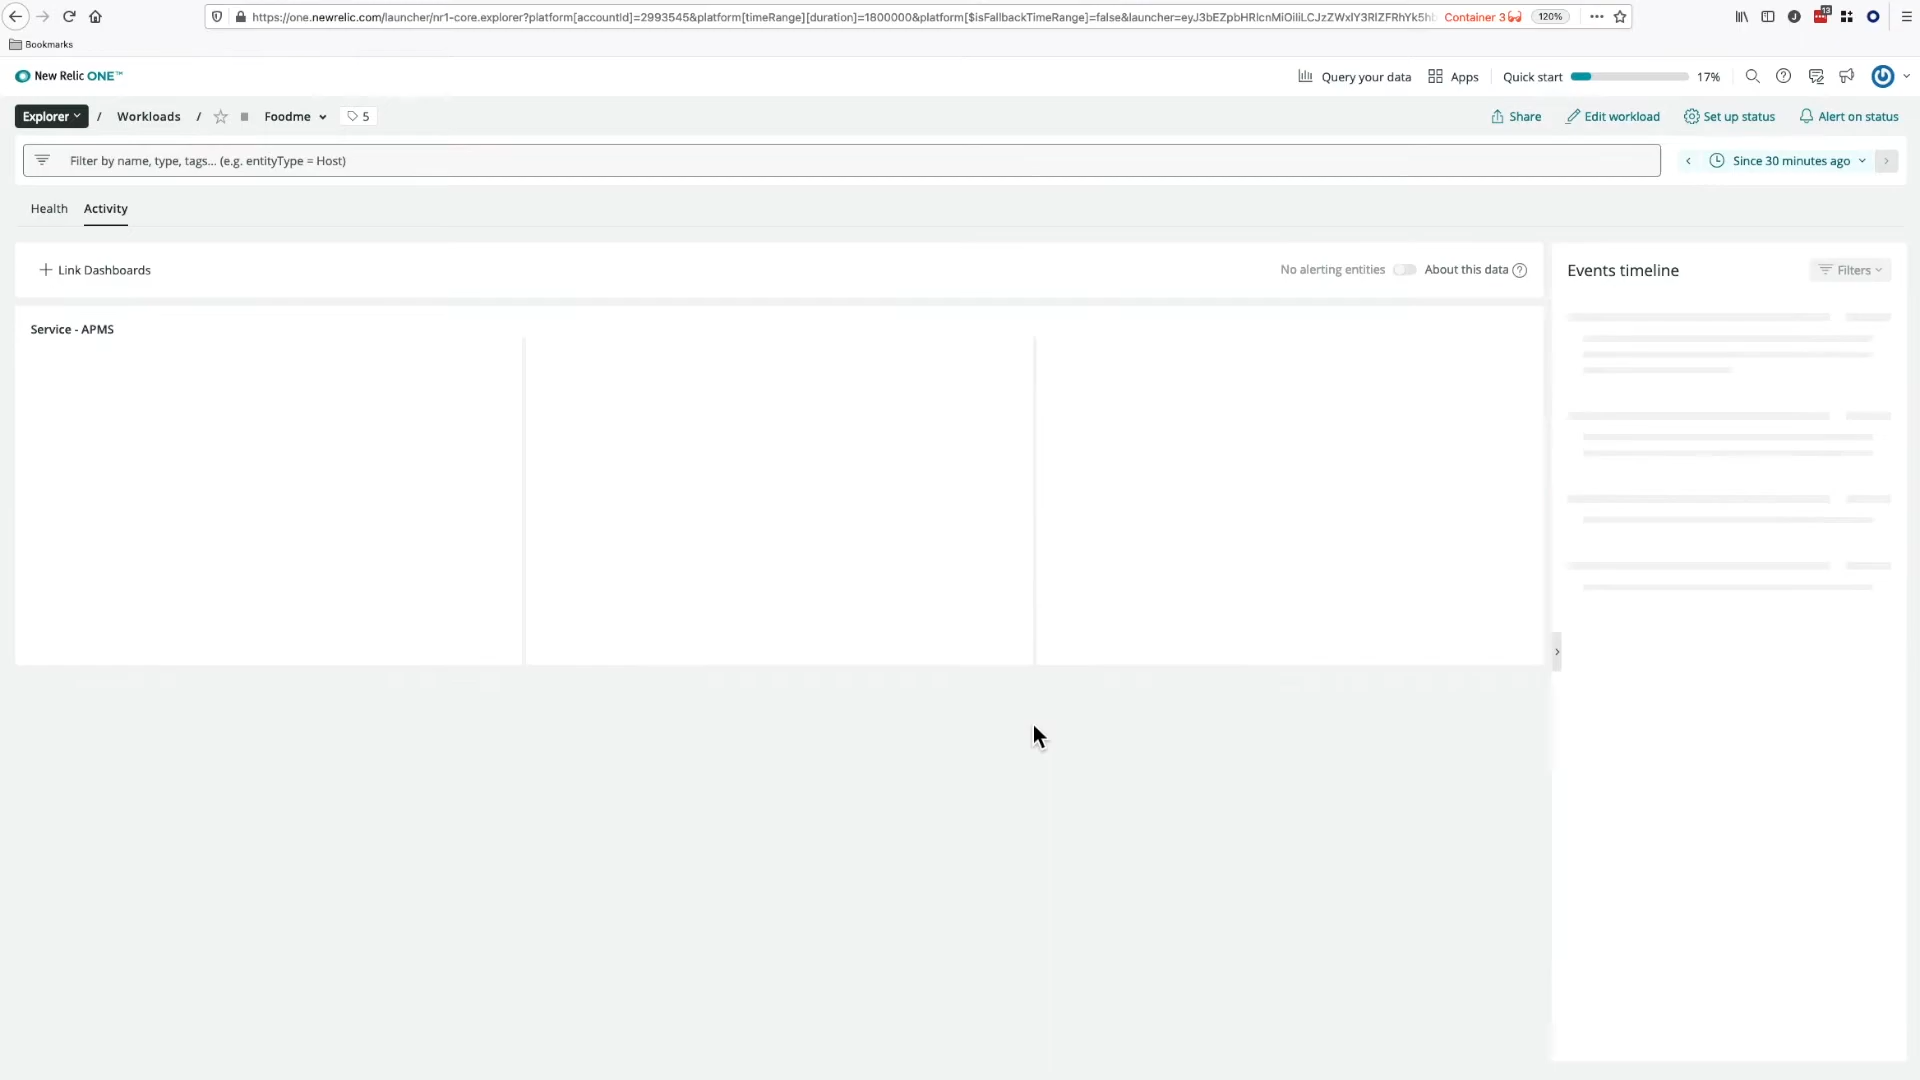 https://one.newrelic.com/launcher/nr1-core.explorer?platform[accountId]=2993545&platform[timeRange][duration]=1800000&platform[$isFallbackTimeRange]=false&launcher=eyJ3bEZpbHRlcnMiOiIiLCJzZWxlY3RlZFRhYk5hb
Container 3
120%
13
J
Bookmarks
New Relic ONE™
Query your data
Apps
Quick start
17%
Explorer
/
Workloads
/
Foodme
5
Share
Edit workload
Set up status
Alert on status
Filter by name, type, tags... (e.g. entityType = Host)
Since 30 minutes ago
Health
Activity
Link Dashboards
No alerting entities
About this data
Events timeline
Filters
Service - APMS